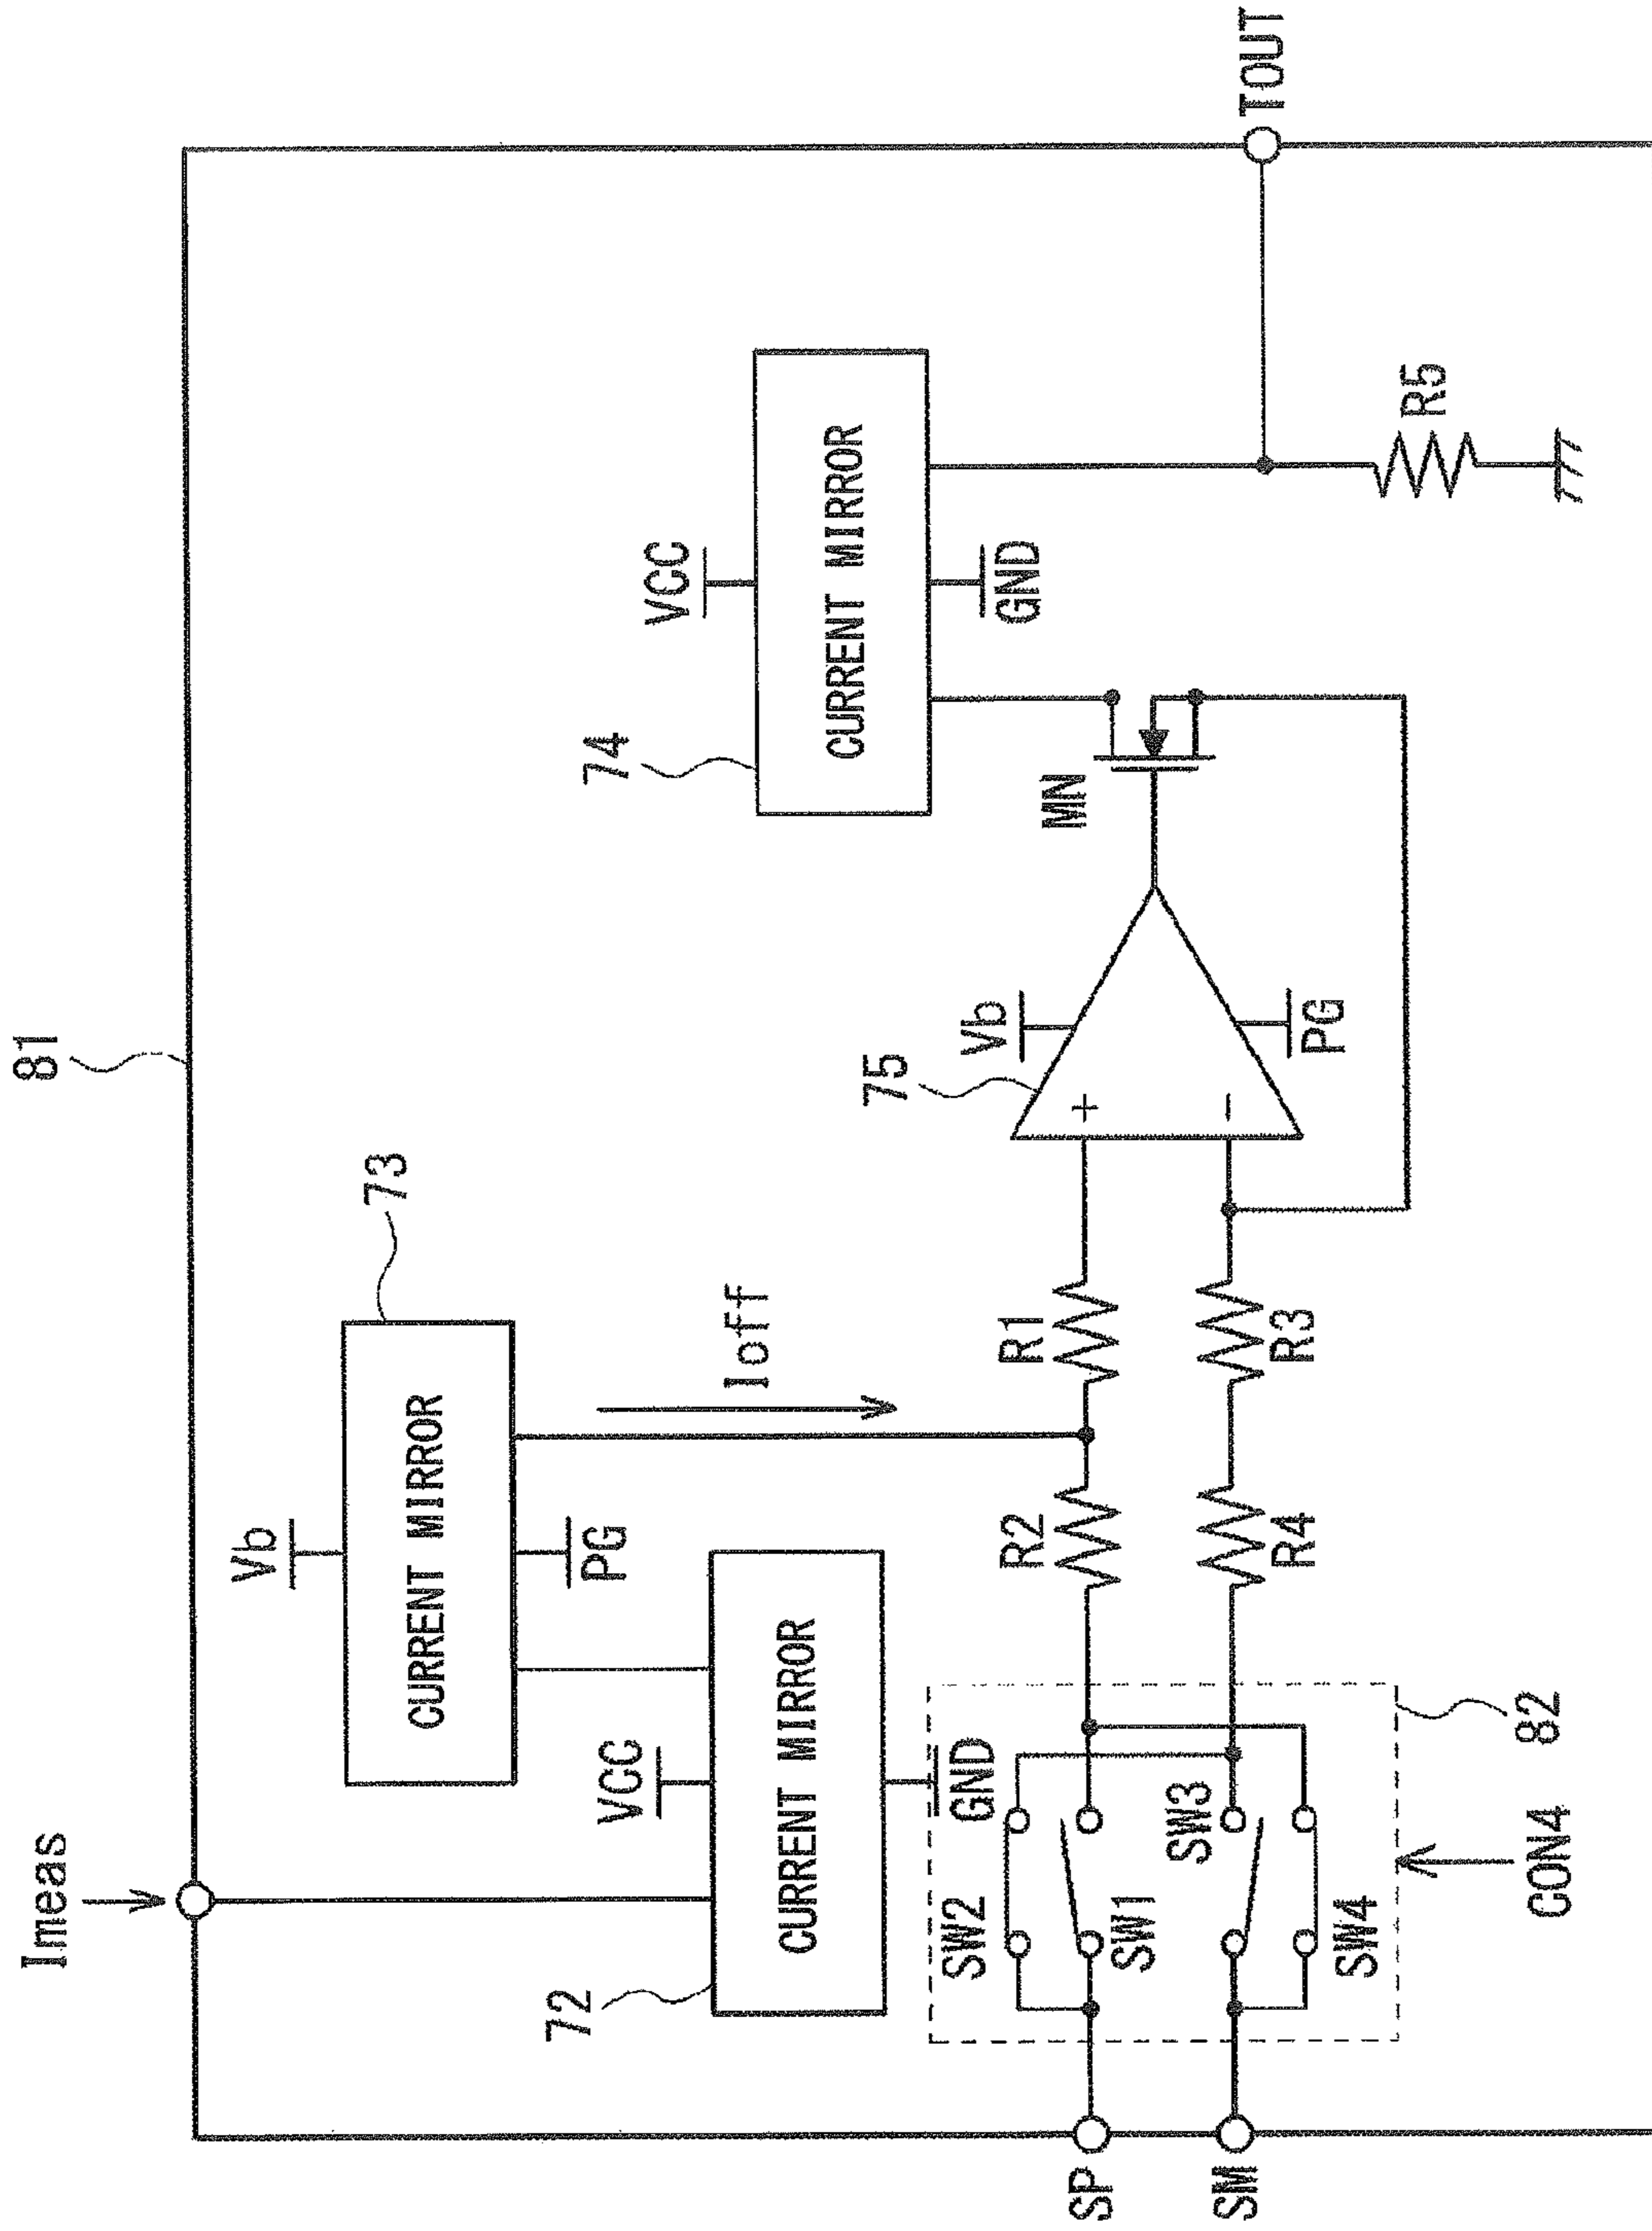 81
Imeas
Vb
CURRENT MIRROR
PG
73
72
VCC
CURRENT MIRROR
GND
Ioff
74
VCC
CURRENT MIRROR
GND
75
Vb
+
-
PG
MN
SP
SM
SW2
SW1
SW3
SW4
82
CON4
R2
R1
R4
R3
R5
TOUT